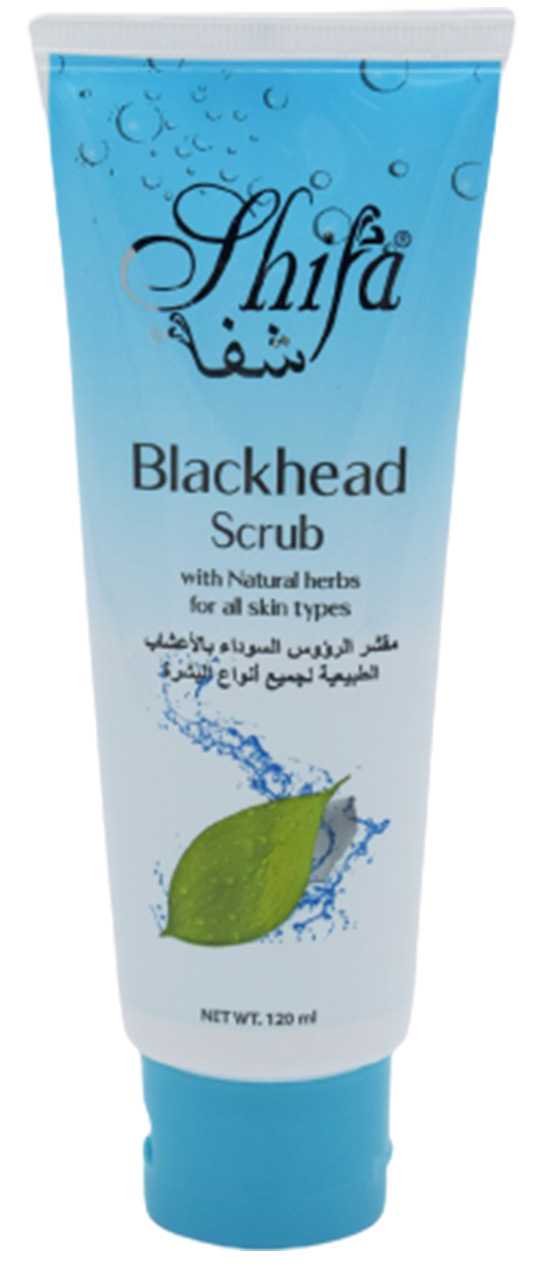 Shifa®
شفا
Blackhead
Scrub
with Natural herbs
for all skin types
مقشر الرؤوس السوداء بالأعشاب
الطبيعية لجميع أنواع البشرة
NET WT. 120 ml